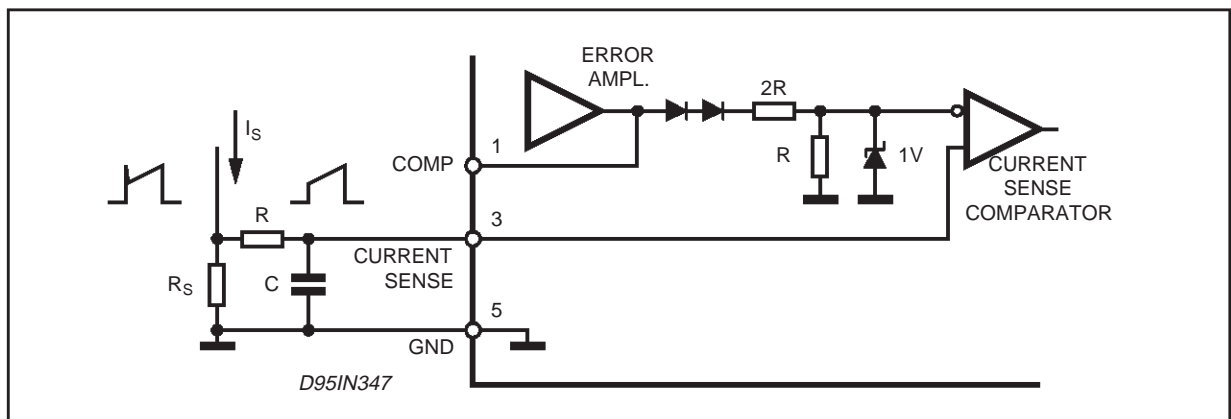 ERROR
AMPL.
2R
I_S
1
COMP
R
1V
CURRENT
SENSE
COMPARATOR
R
3
CURRENT
SENSE
R_S
C
5
GND
D95IN347